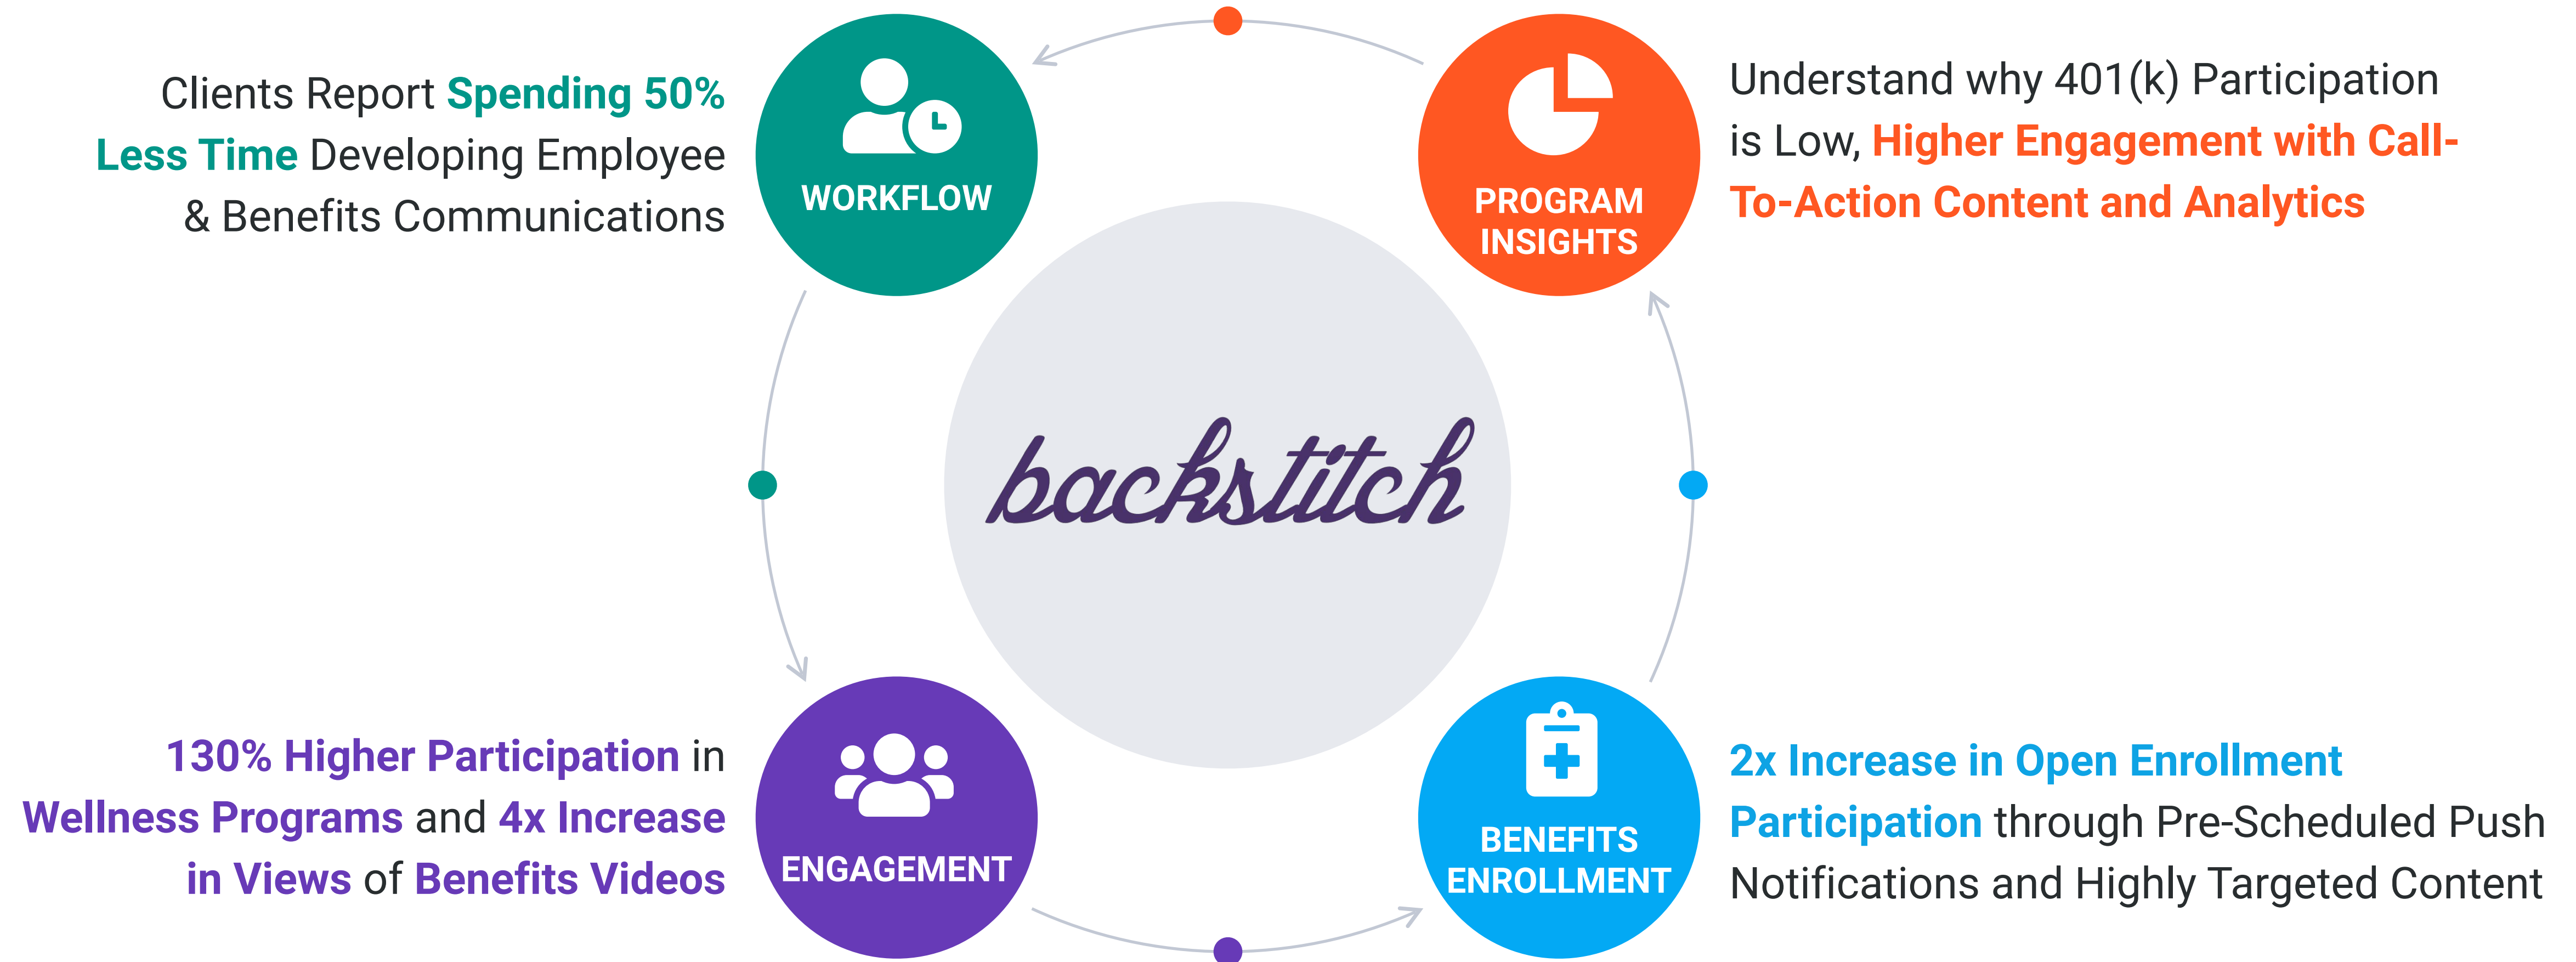 Clients Report Spending 50%
Less Time Developing Employee
& Benefits Communications
WORKFLOW
PROGRAM
INSIGHTS
Understand why 401(k) Participation
is Low, Higher Engagement with Call-
To-Action Content and Analytics
backstitch
130% Higher Participation in
Wellness Programs and 4x Increase
in Views of Benefits Videos
ENGAGEMENT
BENEFITS
ENROLLMENT
2x Increase in Open Enrollment
Participation through Pre-Scheduled Push
Notifications and Highly Targeted Content